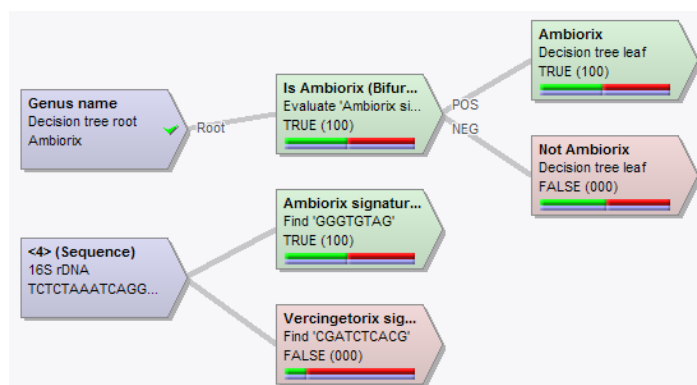 Genus name
Decision tree root
Ambiorix
Root
Is Ambiorix (Bifur...
Evaluate 'Ambiorix si...
TRUE (100)
POS
NEG
Ambiorix
Decision tree leaf
TRUE (100)
Not Ambiorix
Decision tree leaf
FALSE (000)
<4> (Sequence)
16S rDNA
TCTCTAAATCAGG...
Ambiorix signatur...
Find 'GGGTGTAG'
TRUE (100)
Vercingetorix sig...
Find 'CGATCTCACG'
FALSE (000)